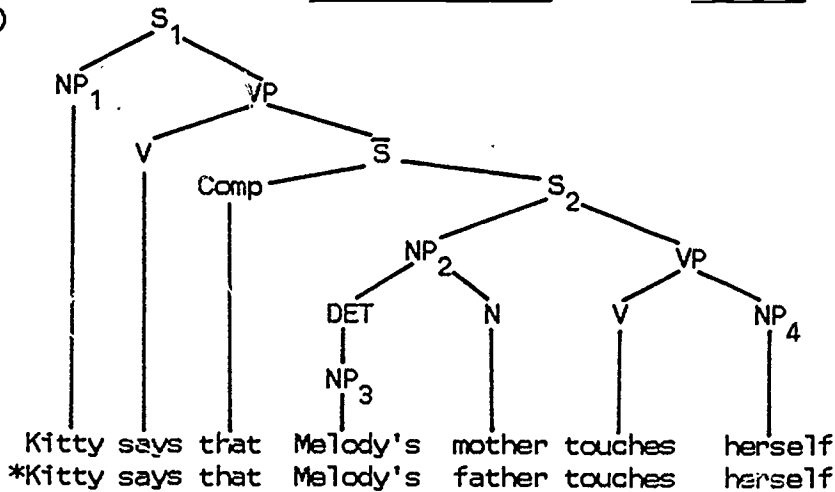 )
S1
NP1 VP
V S̅
Comp S2
NP2 VP
DET N V NP4
NP3
Kitty says that Melody's mother touches herself
*Kitty says that Melody's father touches herself